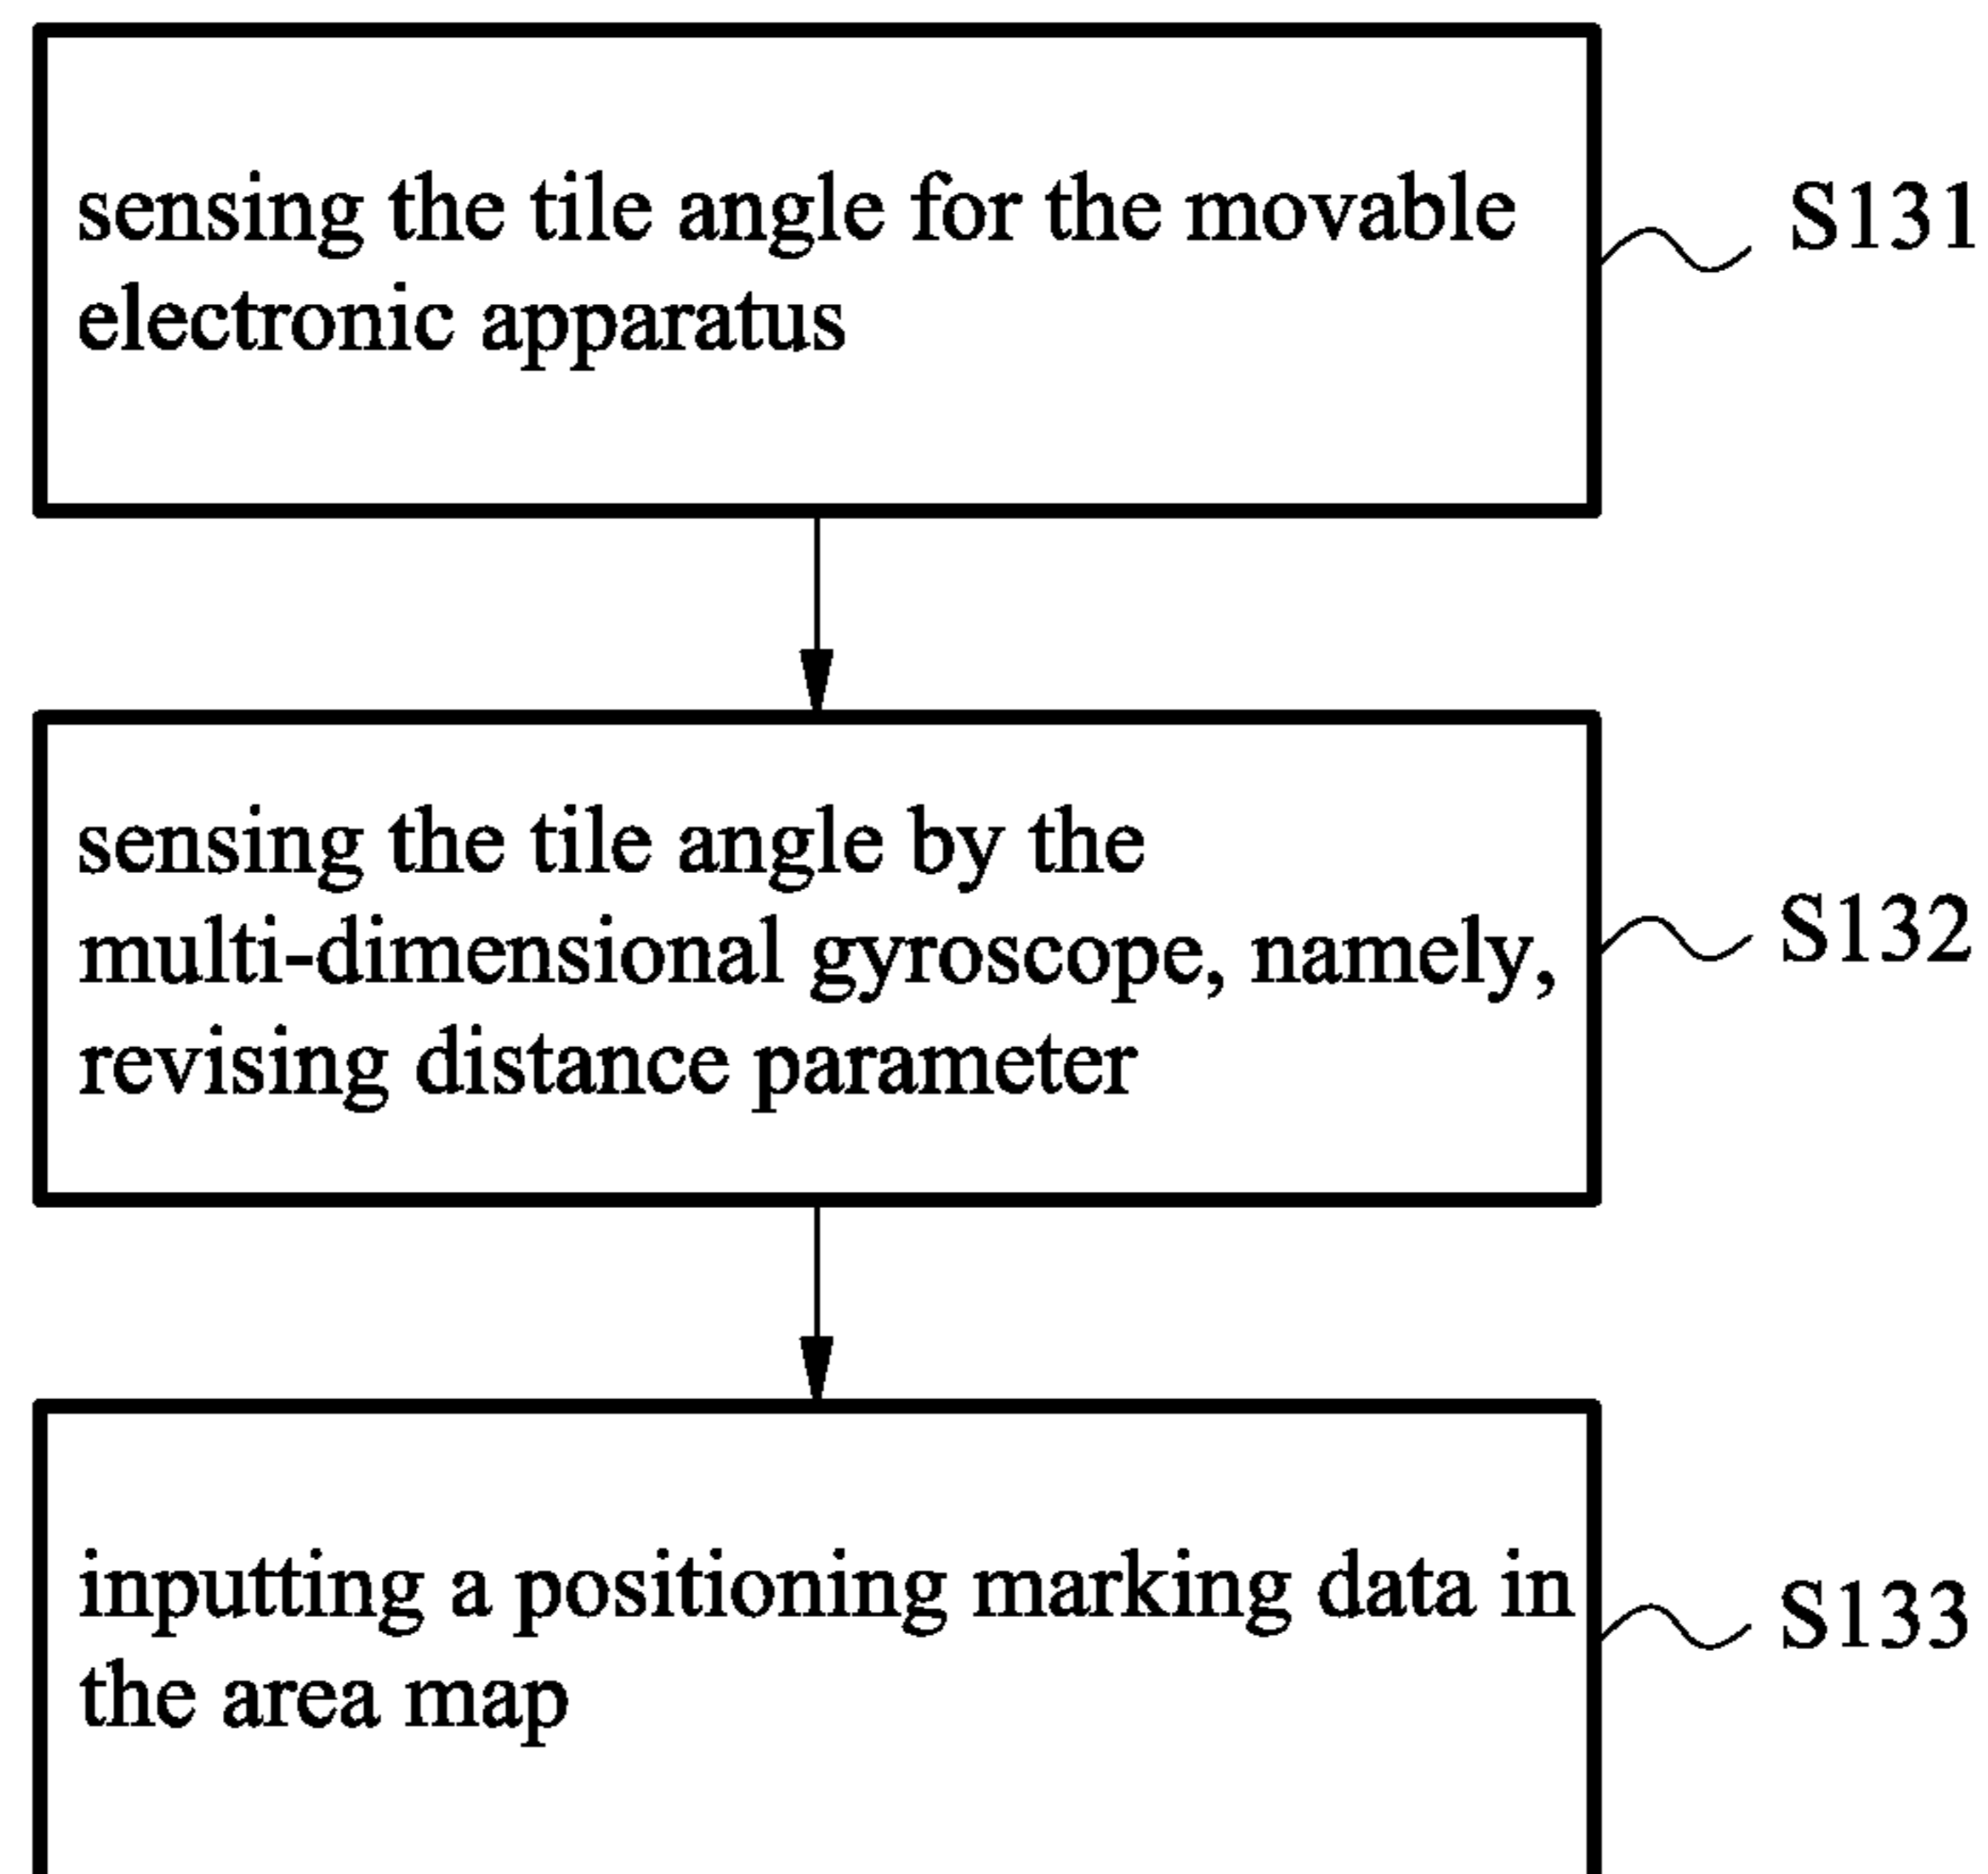 sensing the tile angle for the movable
electronic apparatus
S131
sensing the tile angle by the
multi-dimensional gyroscope, namely,
revising distance parameter
S132
inputting a positioning marking data in
the area map
S133